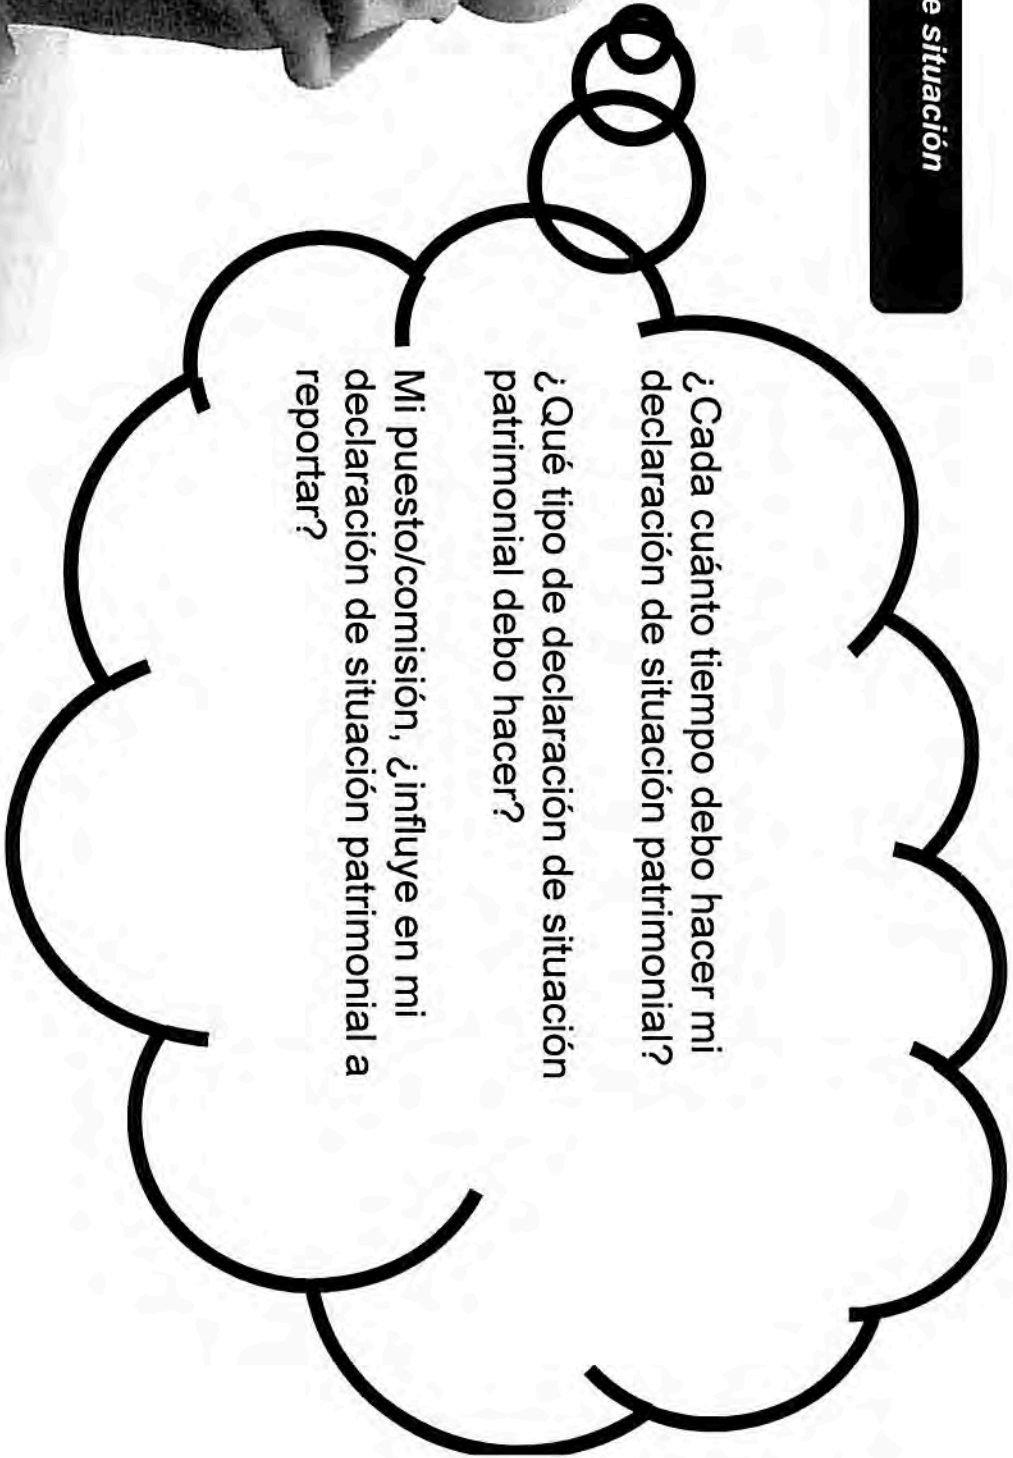 e situación
¿Cada cuánto tiempo debo hacer mi
declaración de situación patrimonial?
¿Qué tipo de declaración de situación
patrimonial debo hacer?
Mi puesto/comisión, ¿influye en mi
declaración de situación patrimonial a
reportar?